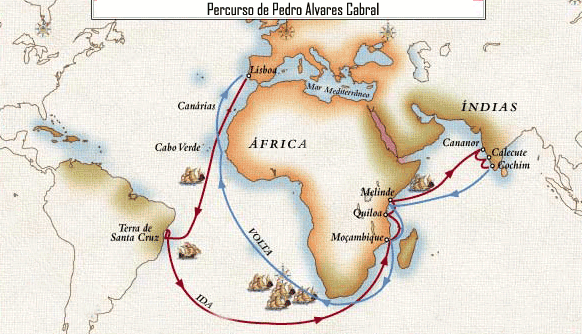 Percurso de Pedro Alvares Cabral
Lisboa
Mar Mediterrâneo
Canárias
ÍNDIAS
Cabo Verde
ÁFRICA
Cananor
Calecute
Cochim
Melinde
Quíloa
Terra de
Santa Cruz
Moçambique
VOLTA
IDA